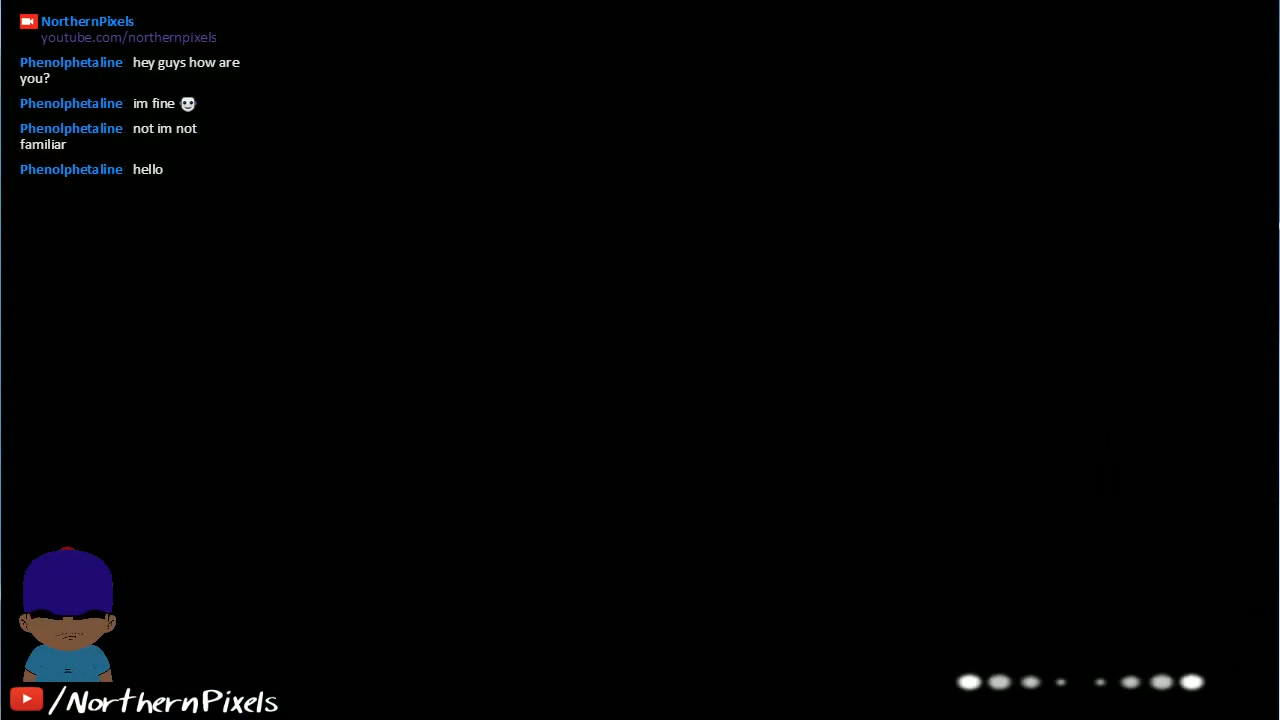 NorthernPixels
youtube.com/northernpixels
Phenolphetaline hey guys how are
you?
Phenolphetaline im fine
Phenolphetaline not im not
familiar
Phenolphetaline hello
/NorthernPixels